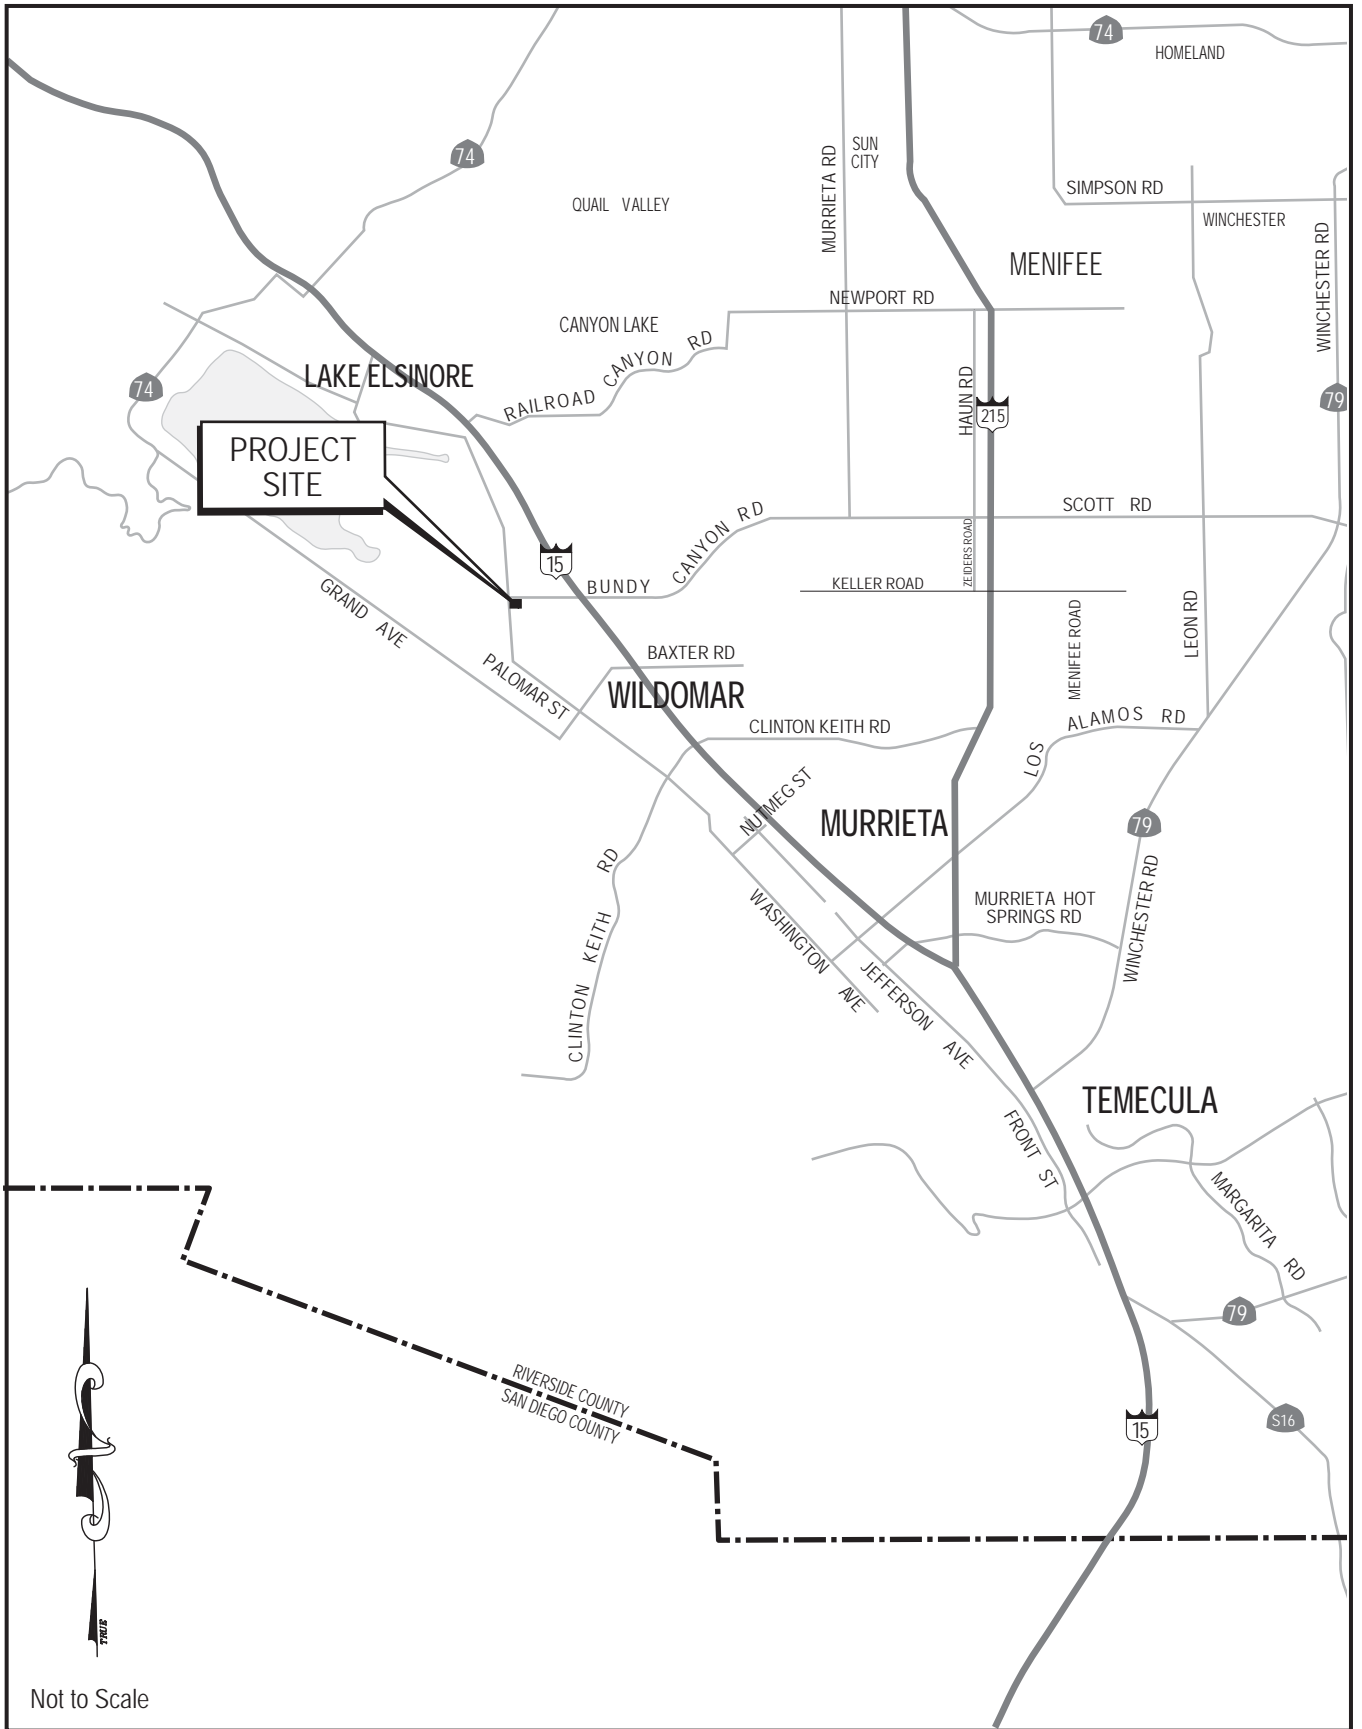 74
HOMELAND
SUN
CITY
MURRIETA RD
74
SIMPSON RD
QUAIL VALLEY
WINCHESTER
WINCHESTER RD
MENIFEE
NEWPORT RD
CANYON LAKE
RAILROAD CANYON RD
LAKE ELSINORE
74
HAUN RD
215
79
PROJECT
SITE
SCOTT RD
BUNDY CANYON RD
15
ZEIDERS ROAD
KELLER ROAD
GRAND AVE
MENIFEE ROAD
LEON RD
BAXTER RD
PALOMAR ST
WILDOMAR
CLINTON KEITH RD
LOS ALAMOS RD
NUTMEG ST
MURRIETA
79
CLINTON KEITH RD
WASHINGTON AVE
MURRIETA HOT
SPRINGS RD
WINCHESTER RD
JEFFERSON AVE
TEMECULA
FRONT ST
MARGARITA RD
79
RIVERSIDE COUNTY
SAN DIEGO COUNTY
15
S16
TRUE
Not to Scale